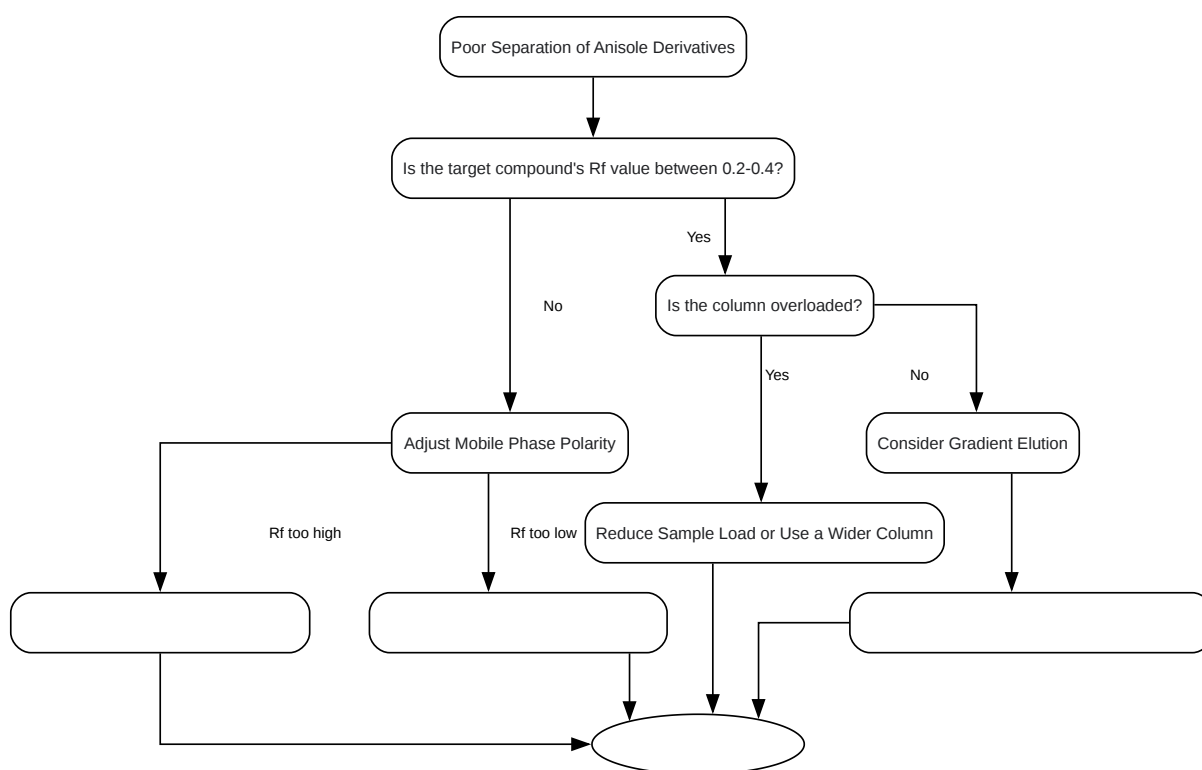 Poor Separation of Anisole Derivatives
Is the target compound's Rf value between 0.2-0.4?
Yes
No
Is the column overloaded?
Yes
No
Adjust Mobile Phase Polarity
Consider Gradient Elution
Rf too high
Rf too low
Reduce Sample Load or Use a Wider Column